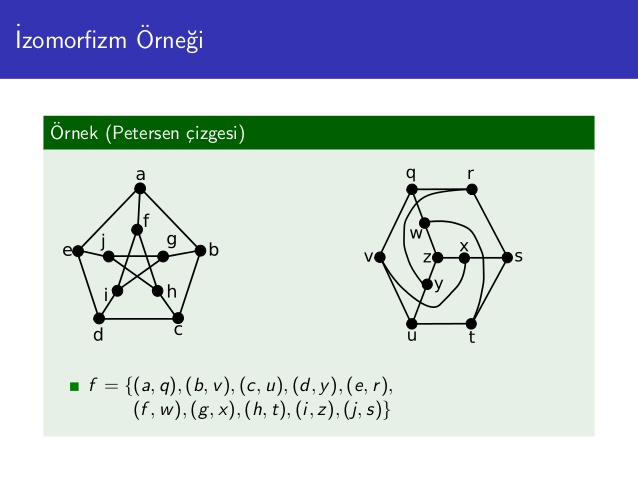 İzomorfizm Örneği
Örnek (Petersen çizgesi)
a
f
e
j
g
b
i
h
d
c
q
r
w
v
z
x
s
y
u
t
f = {(a, q), (b, v), (c, u), (d, y), (e, r),
(f, w), (g, x), (h, t), (i, z), (j, s)}